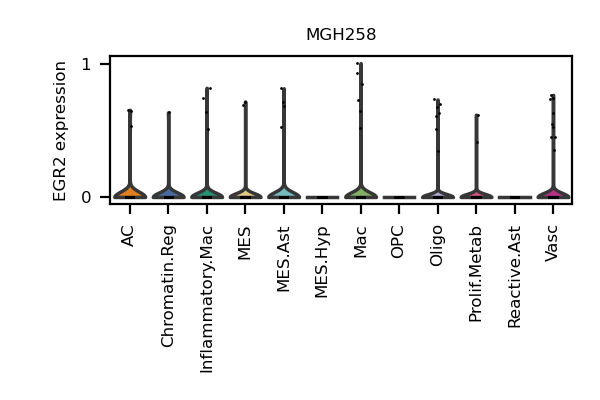 MGH258
EGR2 expression
1
0
AC
Chromatin.Reg
Inflammatory.Mac
MES
MES.Ast
MES.Hyp
Mac
OPC
Oligo
Prolif.Metab
Reactive.Ast
Vasc